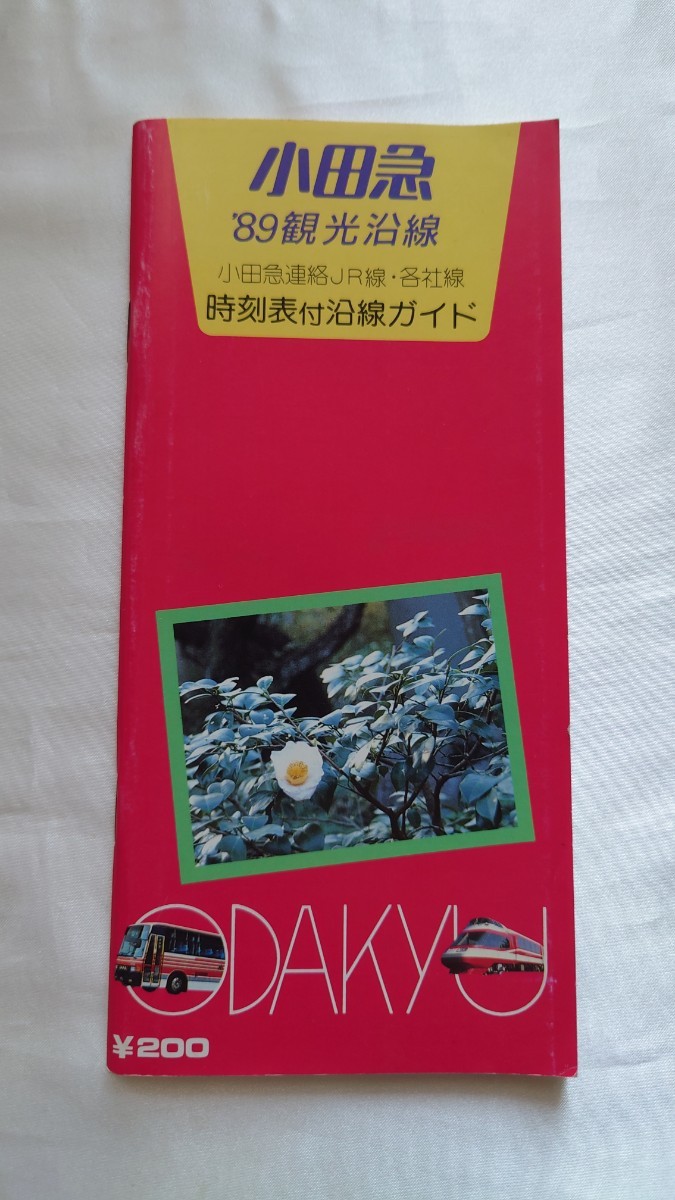 小田急
'89観光沿線
小田急連絡JR線・各社線
時刻表付沿線ガイド
ODAKYU
¥200